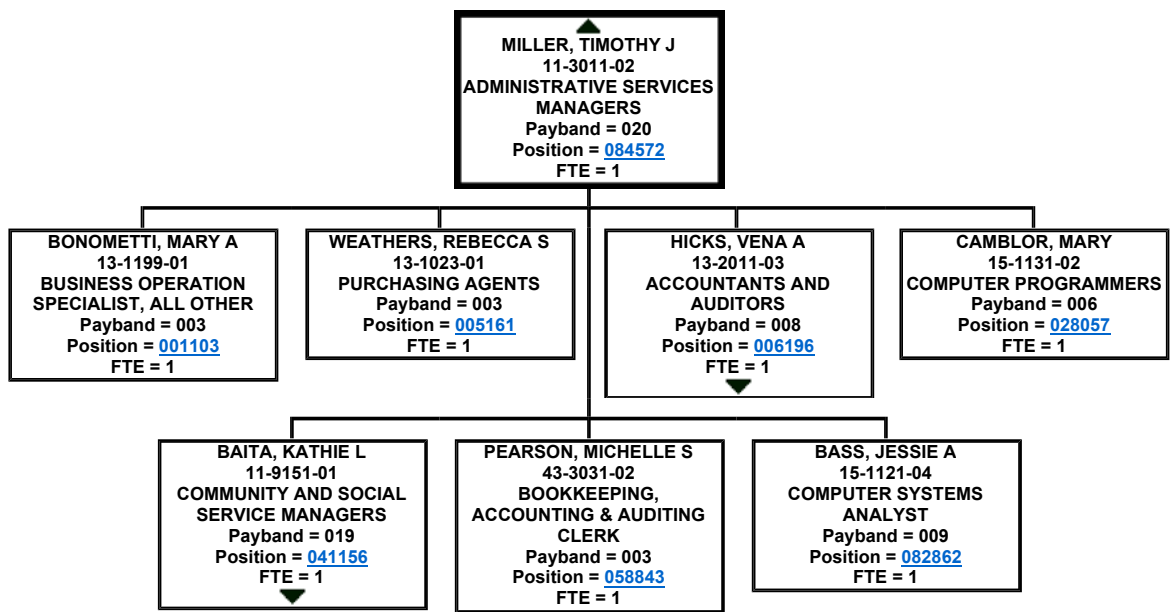 MILLER, TIMOTHY J
11-3011-02
ADMINISTRATIVE SERVICES
MANAGERS
Payband = 020
Position = 084572
FTE = 1
BONOMETTI, MARY A
13-1199-01
BUSINESS OPERATION
SPECIALIST, ALL OTHER
Payband = 003
Position = 001103
FTE = 1
WEATHERS, REBECCA S
13-1023-01
PURCHASING AGENTS
Payband = 003
Position = 005161
FTE = 1
HICKS, VENA A
13-2011-03
ACCOUNTANTS AND
AUDITORS
Payband = 008
Position = 006196
FTE = 1
CAMBLOR, MARY
15-1131-02
COMPUTER PROGRAMMERS
Payband = 006
Position = 028057
FTE = 1
BAITA, KATHIE L
11-9151-01
COMMUNITY AND SOCIAL
SERVICE MANAGERS
Payband = 019
Position = 041156
FTE = 1
PEARSON, MICHELLE S
43-3031-02
BOOKKEEPING,
ACCOUNTING & AUDITING
CLERK
Payband = 003
Position = 058843
FTE = 1
BASS, JESSIE A
15-1121-04
COMPUTER SYSTEMS
ANALYST
Payband = 009
Position = 082862
FTE = 1